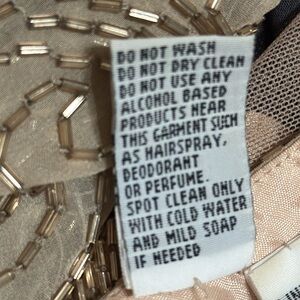 DO NOT WASH
DO NOT DRY CLEAN
DO NOT USE ANY
ALCOHOL BASED
PRODUCTS NEAR
THIS GARMENT SUCH
AS HAIRSPRAY,
DEODORANT
OR PERFUME.
SPOT CLEAN ONLY
WITH COLD WATER
AND MILD SOAP
IF NEEDED